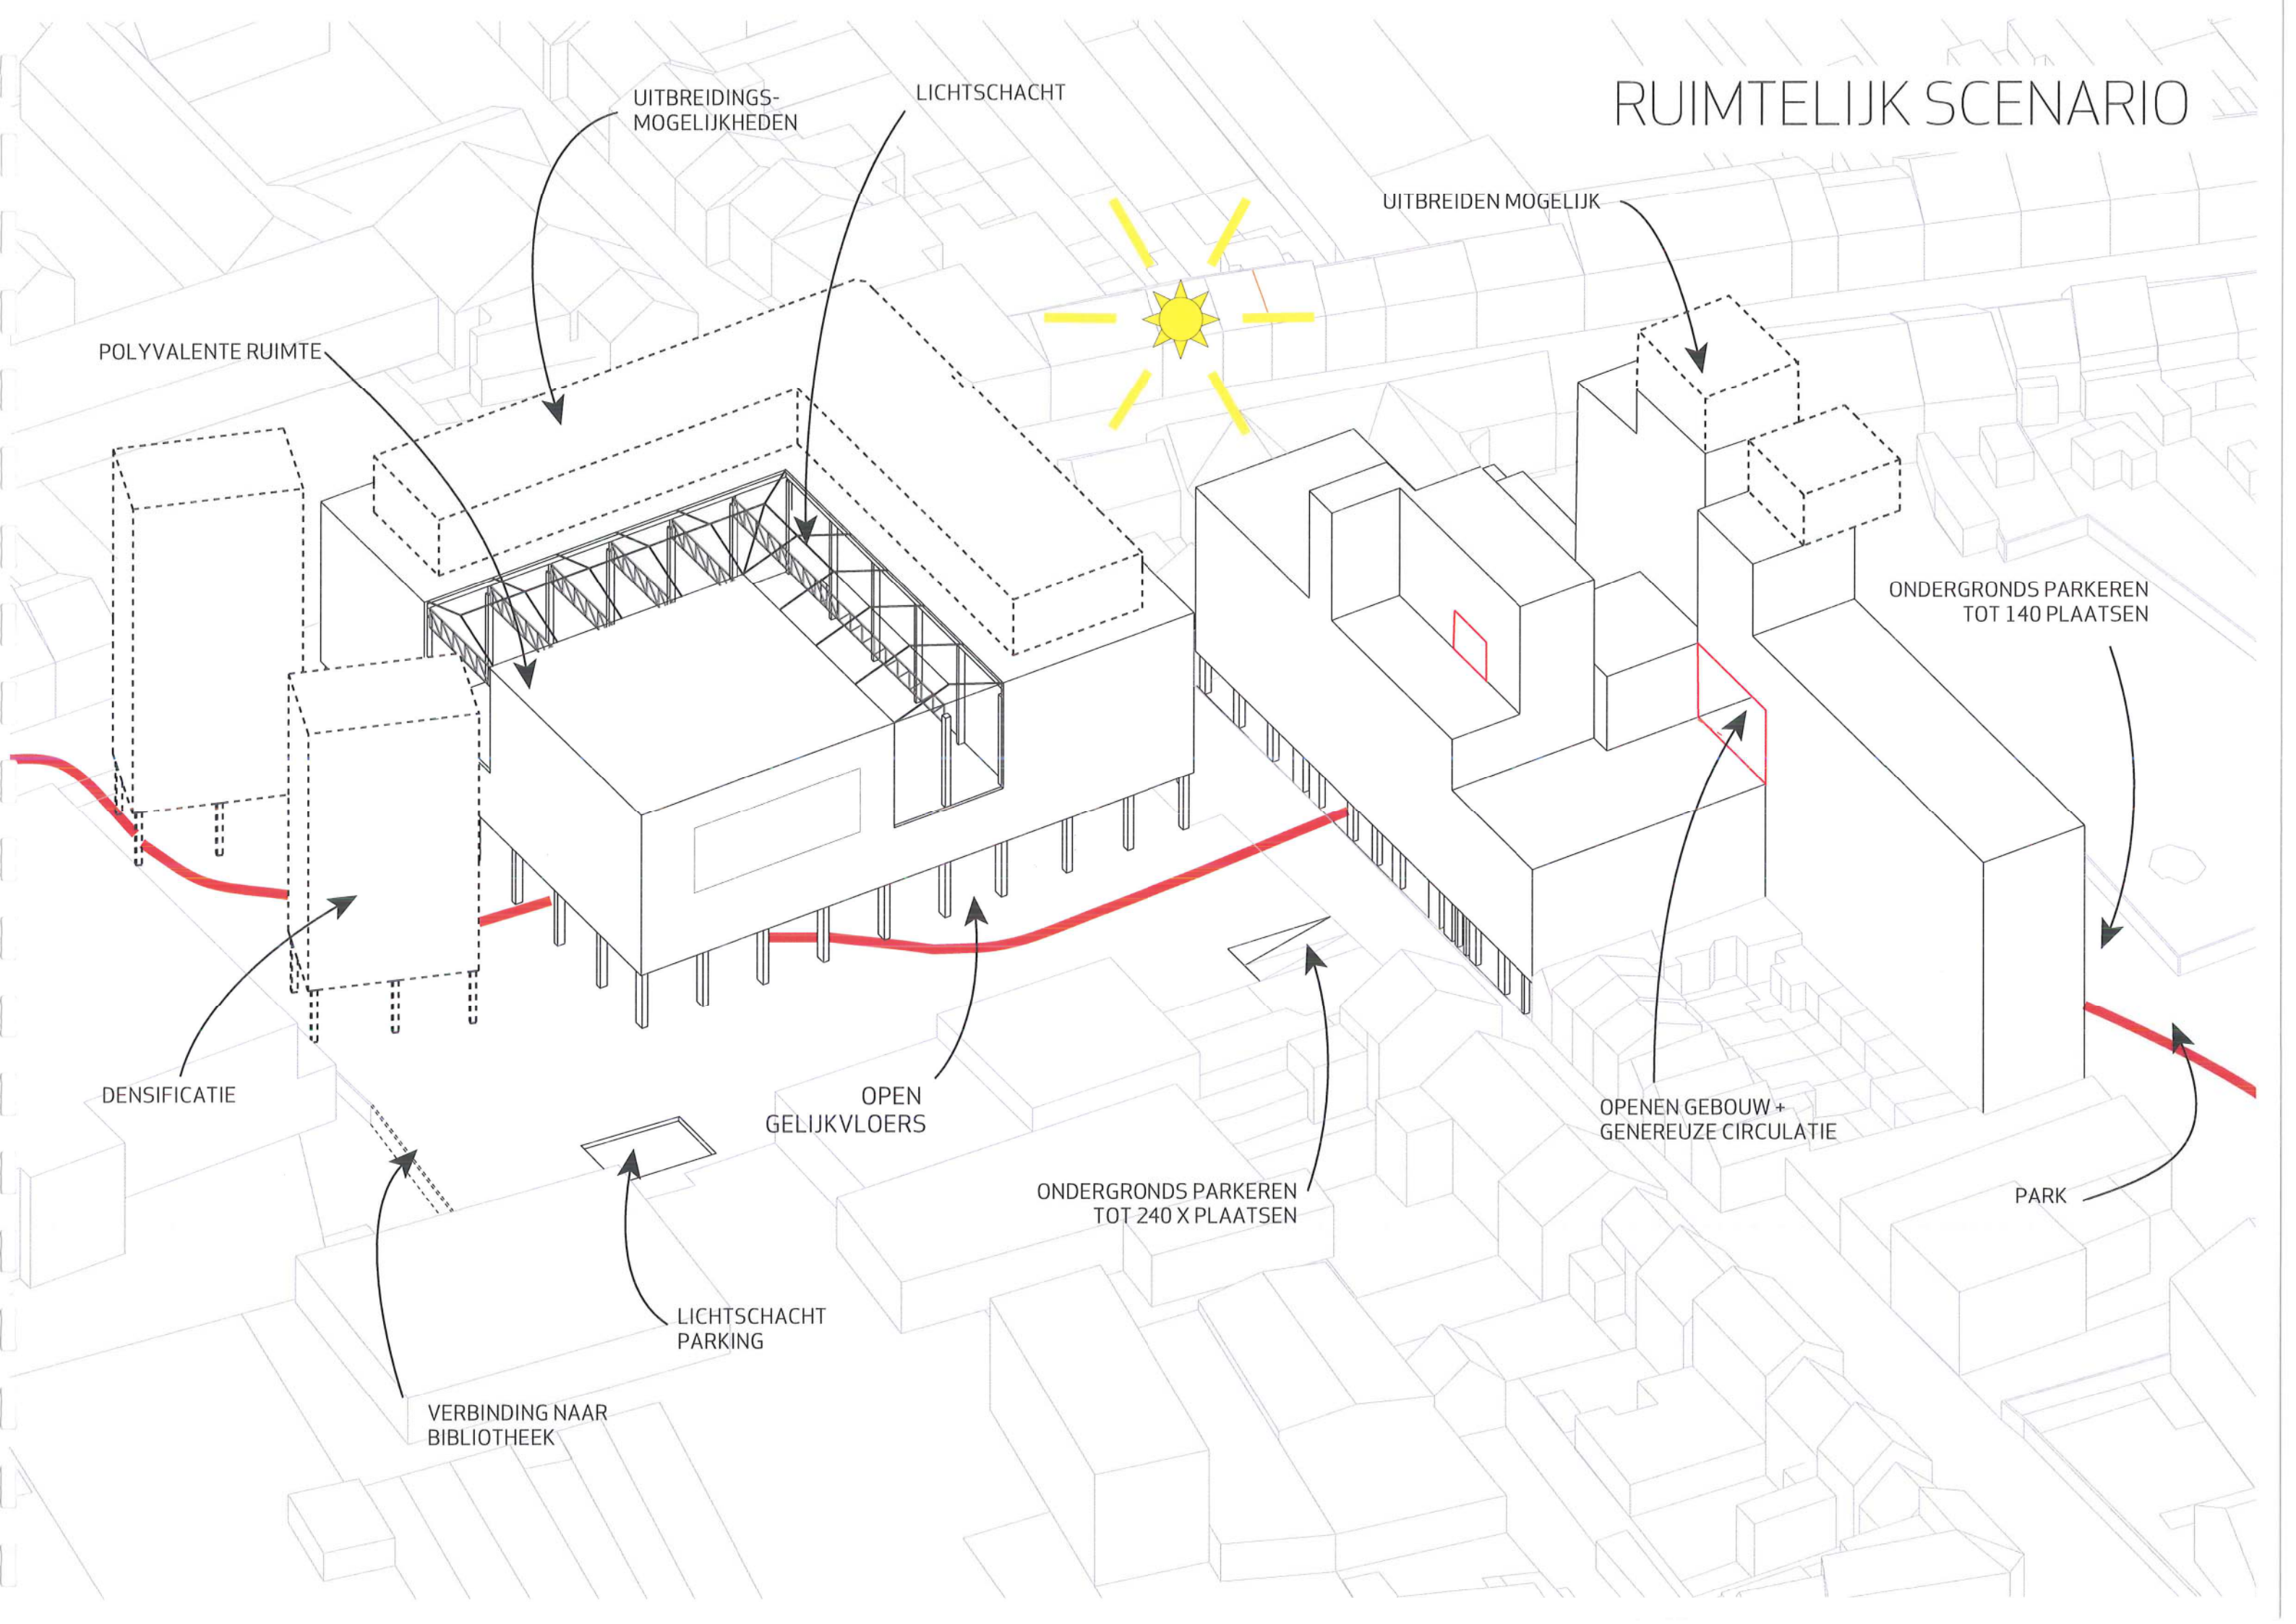 RUIMTELIJK SCENARIO
UITBREIDINGS-
MOGELIJKHEDEN
LICHTSCHACHT
UITBREIDEN MOGELIJK
POLYVALENTE RUIMTE
ONDERGRONDS PARKEREN
TOT 140 PLAATSEN
DENSIFICATIE
OPEN
GELIJKVLOERS
OPENEN GEBOUW +
GENEREUZE CIRCULATIE
ONDERGRONDS PARKEREN
TOT 240 X PLAATSEN
PARK
LICHTSCHACHT
PARKING
VERBINDING NAAR
BIBLIOTHEEK